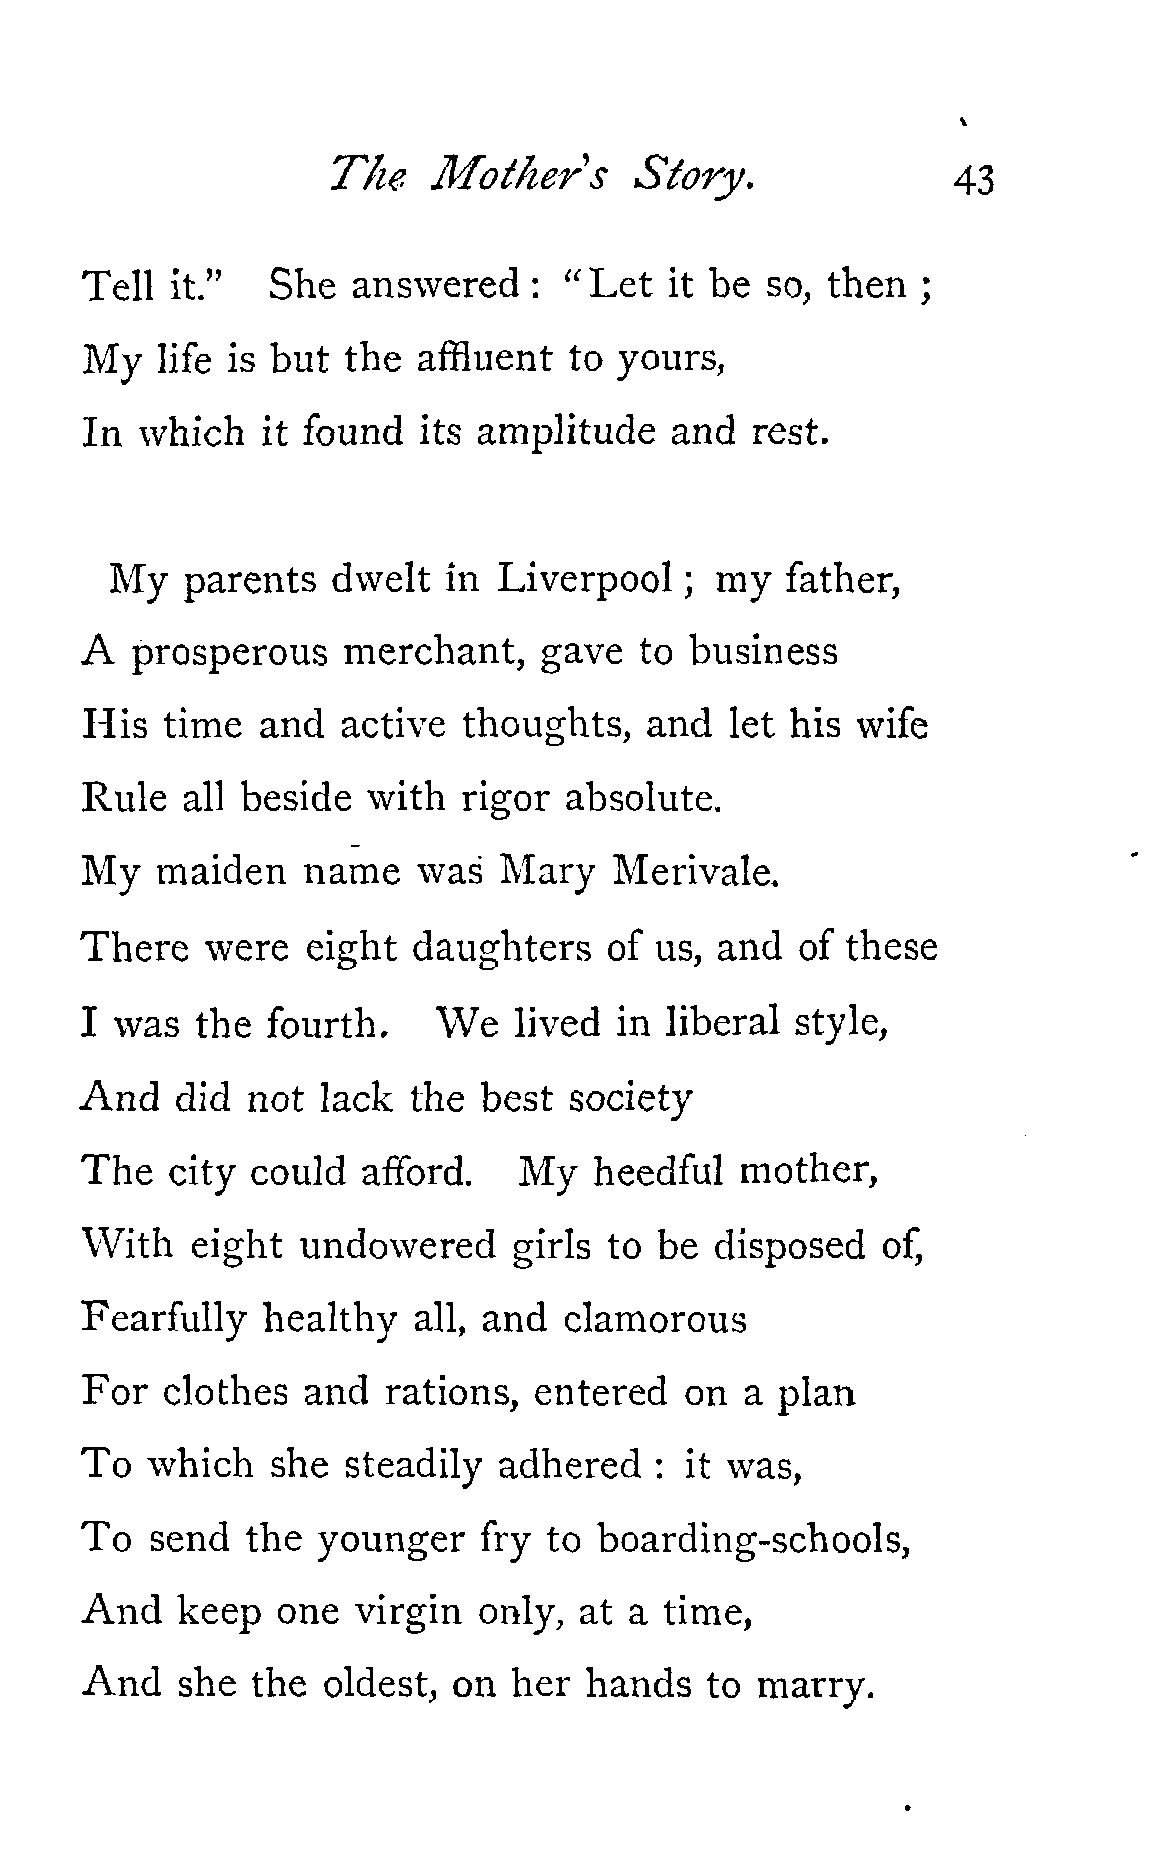 The Mother's Story. 43
Tell it." She answered : "Let it be so, then ;
My life is but the affluent to yours,
In which it found its amplitude and rest.
My parents dwelt in Liverpool ; my father,
A prosperous merchant, gave to business
His time and active thoughts, and let his wife
Rule all beside with rigor absolute.
My maiden name was Mary Merivale.
There were eight daughters of us, and of these
I was the fourth. We lived in liberal style,
And did not lack the best society
The city could afford. My heedful mother,
With eight undowered girls to be disposed of,
Fearfully healthy all, and clamorous
For clothes and rations, entered on a plan
To which she steadily adhered : it was,
To send the younger fry to boarding-schools,
And keep one virgin only, at a time,
And she the oldest, on her hands to marry.